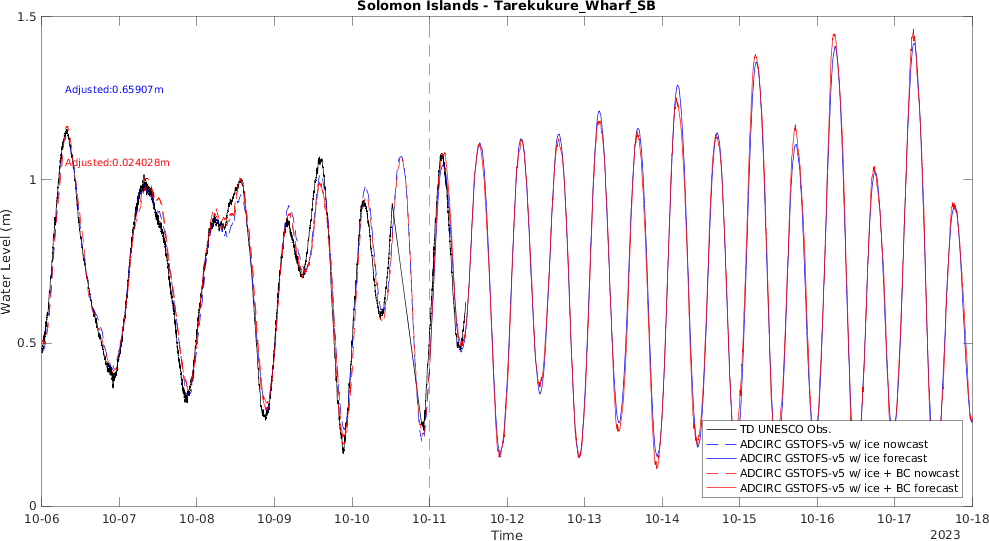 Solomon Islands - Tarekukure_Wharf_SB
1.5
Adjusted:0.65907m
Adjusted:0.024028m
1
Water Level (m)
0.5
TD UNESCO Obs.
ADCIRC GSTOFS-v5 w/ ice nowcast
ADCIRC GSTOFS-v5 w/ ice forecast
ADCIRC GSTOFS-v5 w/ ice + BC nowcast
ADCIRC GSTOFS-v5 w/ ice + BC forecast
0
10-06 10-07 10-08 10-09 10-10 10-11 10-12 10-13 10-14 10-15 10-16 10-17 10-18
Time 2023